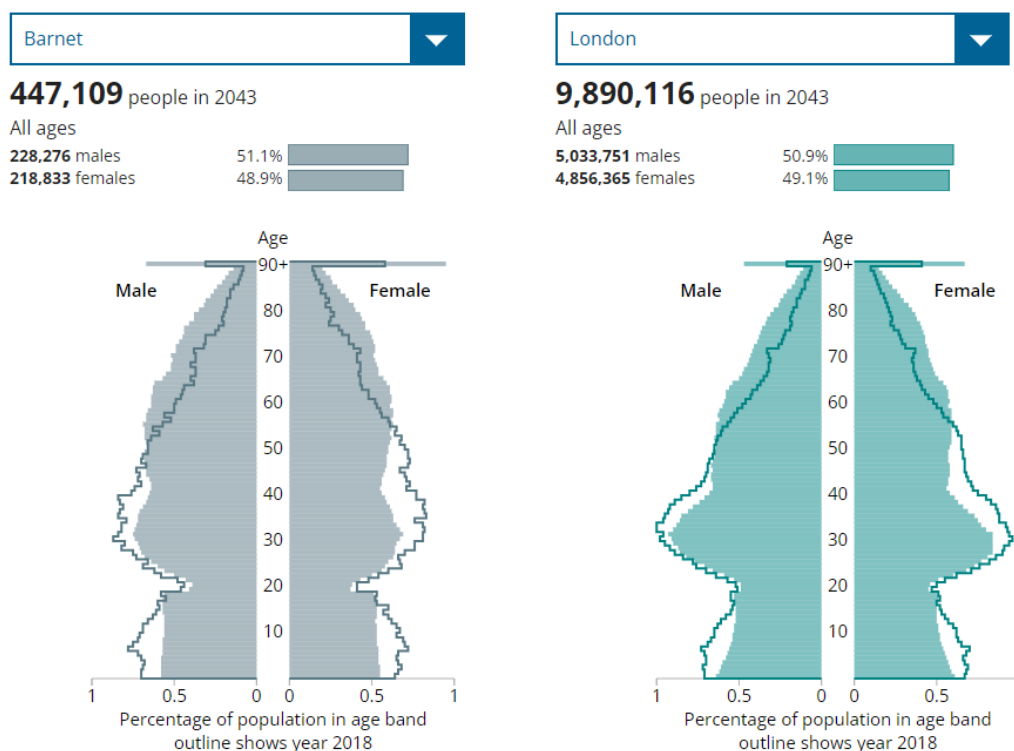 Barnet
447,109 people in 2043
All ages
228,276 males 51.1%
218,833 females 48.9%
Age
90+
Male
Female
80
70
60
50
40
30
20
10
1 0.5 0 0 0.5 1
Percentage of population in age band
outline shows year 2018
London
9,890,116 people in 2043
All ages
5,033,751 males 50.9%
4,856,365 females 49.1%
Age
90+
Male
Female
80
70
60
50
40
30
20
10
1 0.5 0 0 0.5
Percentage of population in age band
outline shows year 2018